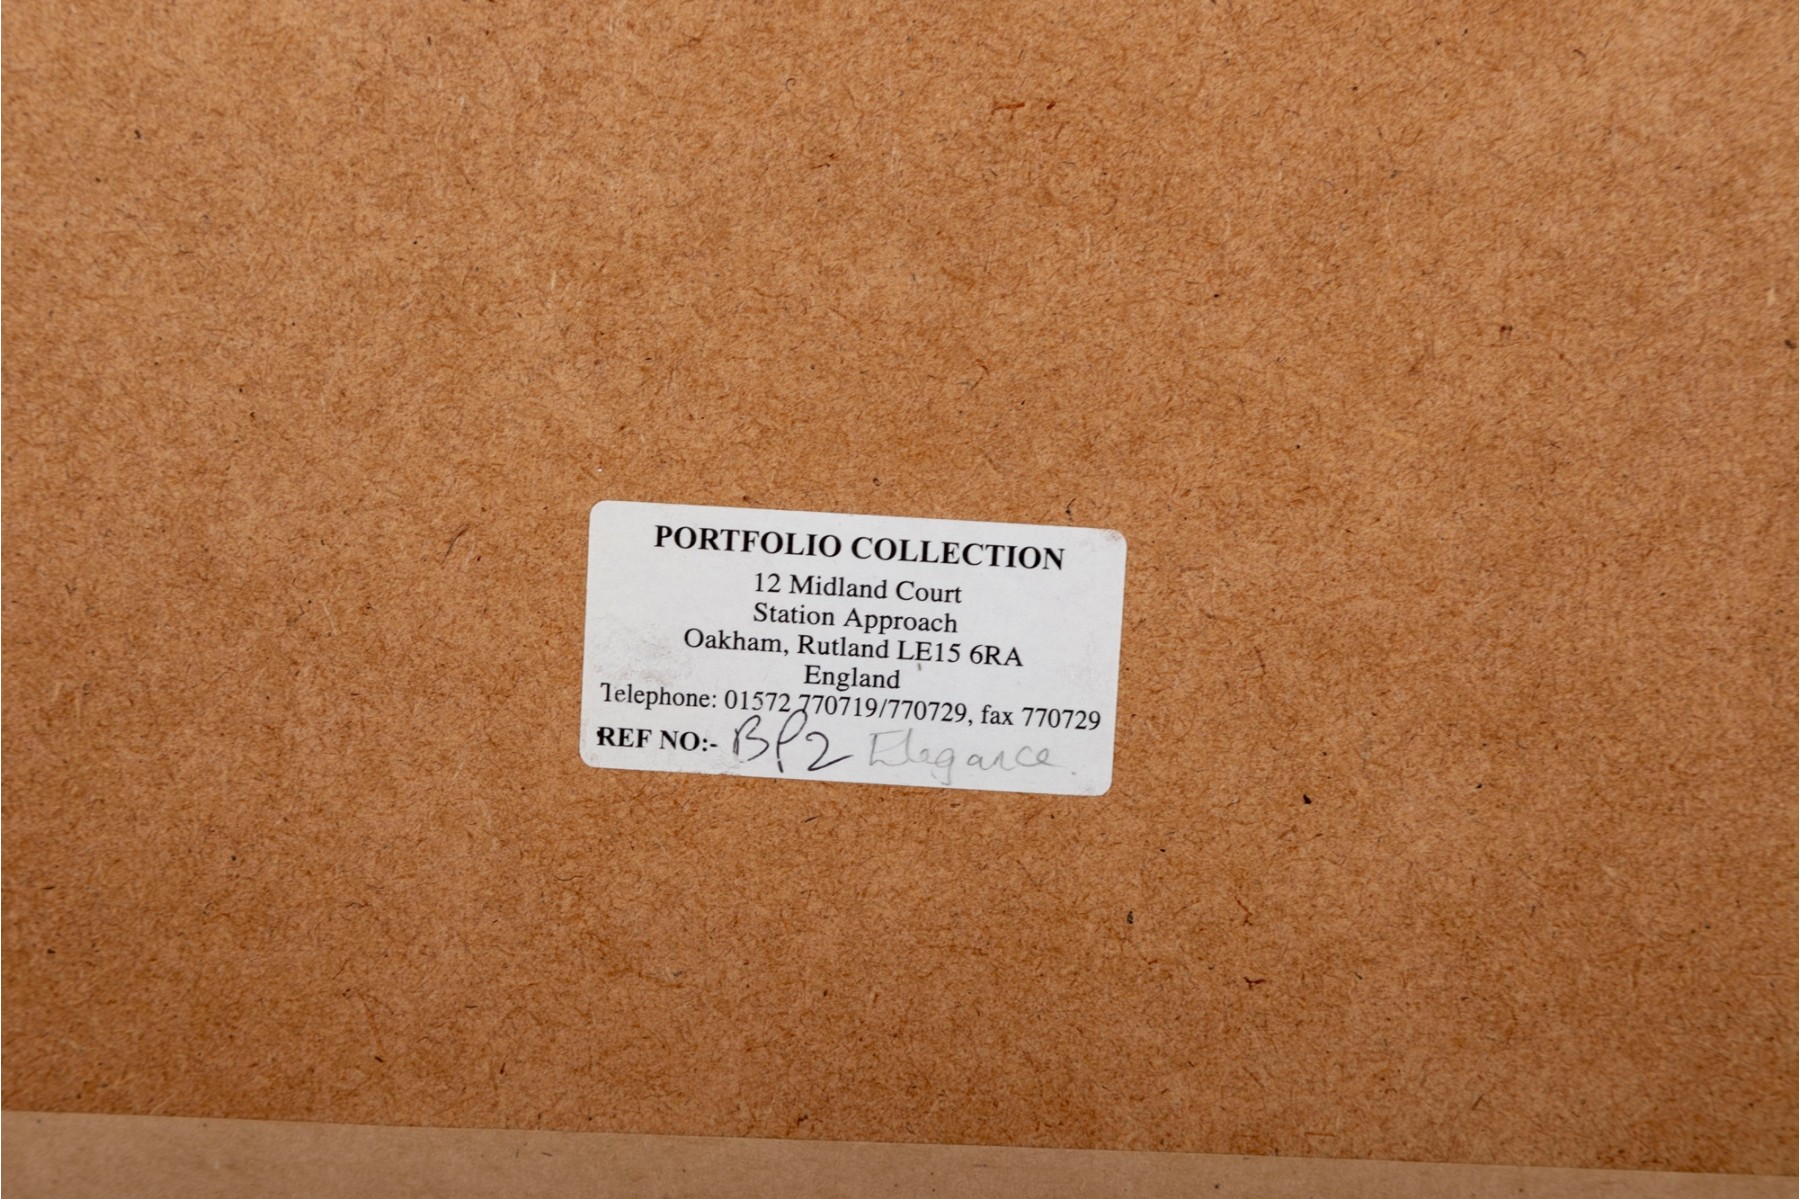 PORTFOLIO COLLECTION
12 Midland Court
Station Approach
Oakham, Rutland LE15 6RA
England
Telephone: 01572 770719/770729, fax 770729
REF NO:- BP2 Elegance.